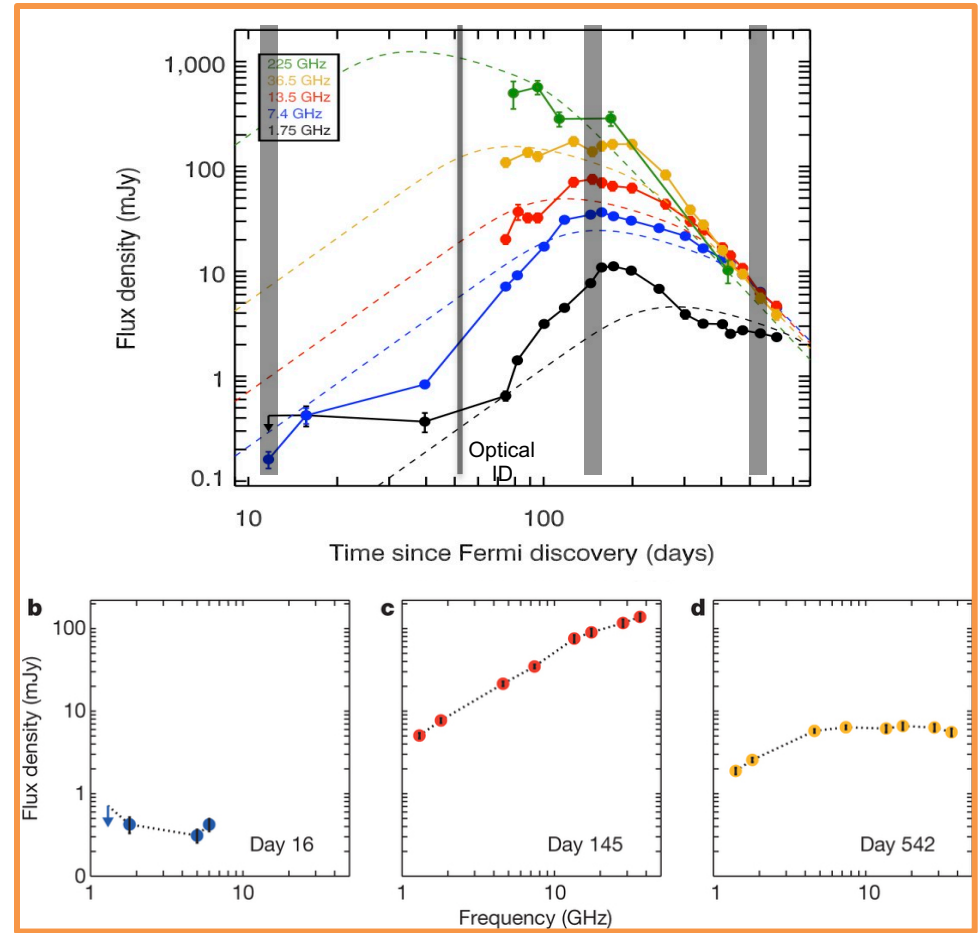 1,000
100
10
1
0.1
Flux density (mJy)
225 GHz
36.5 GHz
13.5 GHz
7.4 GHz
1.75 GHz
Optical
ID
10
100
Time since Fermi discovery (days)
b
c
d
Flux density (mJy)
100
10
1
0
Day 16
Day 145
Day 542
1
10
1
10
1
10
Frequency (GHz)